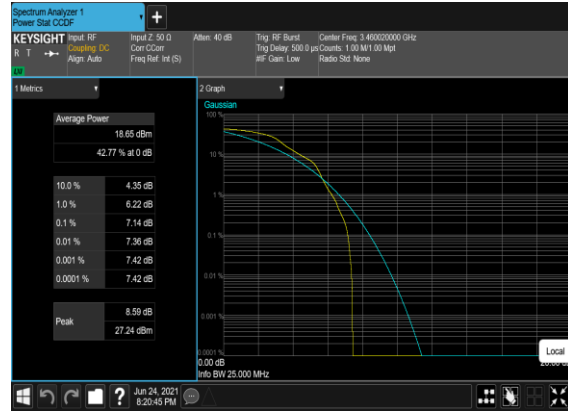 Spectrum Analyzer 1
Power Stat CCDF
+
KEYSIGHT Input: RF Input Z: 50 Ω Atten: 40 dB Trig: RF Burst Center Freq: 3.460020000 GHz
R T Coupling: DC Corr CCorr Trig Delay: 500.0 µs Counts: 1.00 M/1.00 Mpt
Align: Auto Freq Ref: Int (S) #IF Gain: Low Radio Std: None
1 Metrics
Average Power
18.65 dBm
42.77 % at 0 dB
10.0 % 4.35 dB
1.0 % 6.22 dB
0.1 % 7.14 dB
0.01 % 7.36 dB
0.001 % 7.42 dB
0.0001 % 7.42 dB
Peak
8.59 dB
27.24 dBm
2 Graph
Gaussian
100 %
10 %
1 %
0.1 %
0.01 %
0.001 %
0.0001 %
0.00 dB
Info BW 25.000 MHz
Local
?
Jun 24, 2021
8:20:45 PM